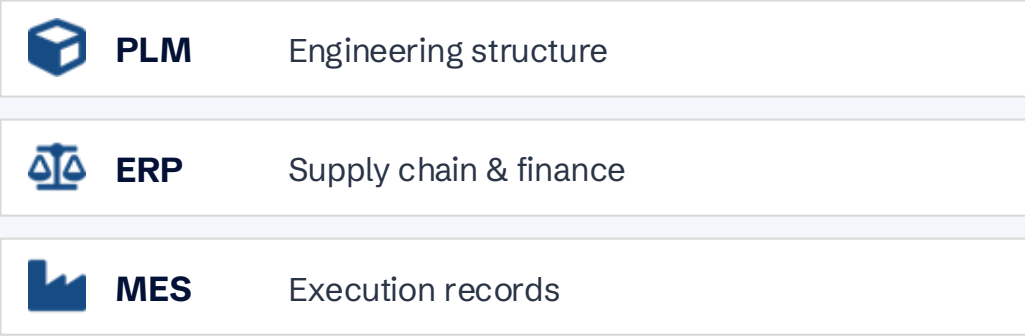 PLM Engineering structure
ERP Supply chain & finance
MES Execution records